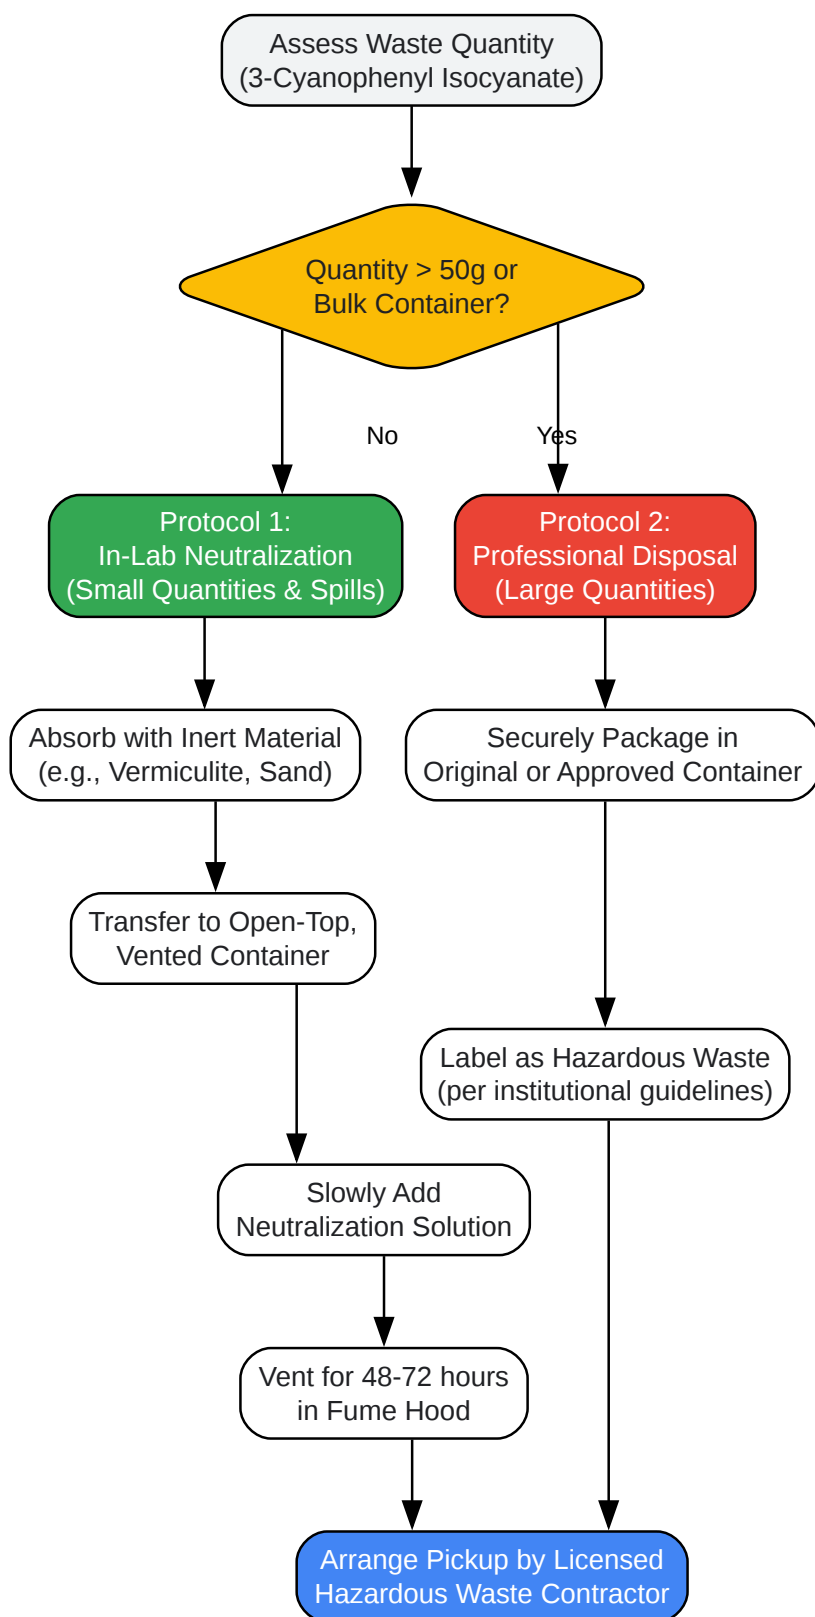 Assess Waste Quantity
(3-Cyanophenyl Isocyanate)
Quantity > 50g or
Bulk Container?
No
Yes
Protocol 1:
In-Lab Neutralization
(Small Quantities & Spills)
Protocol 2:
Professional Disposal
(Large Quantities)
Absorb with Inert Material
(e.g., Vermiculite, Sand)
Securely Package in
Original or Approved Container
Transfer to Open-Top,
Vented Container
Label as Hazardous Waste
(per institutional guidelines)
Slowly Add
Neutralization Solution
Vent for 48-72 hours
in Fume Hood
Arrange Pickup by Licensed
Hazardous Waste Contractor